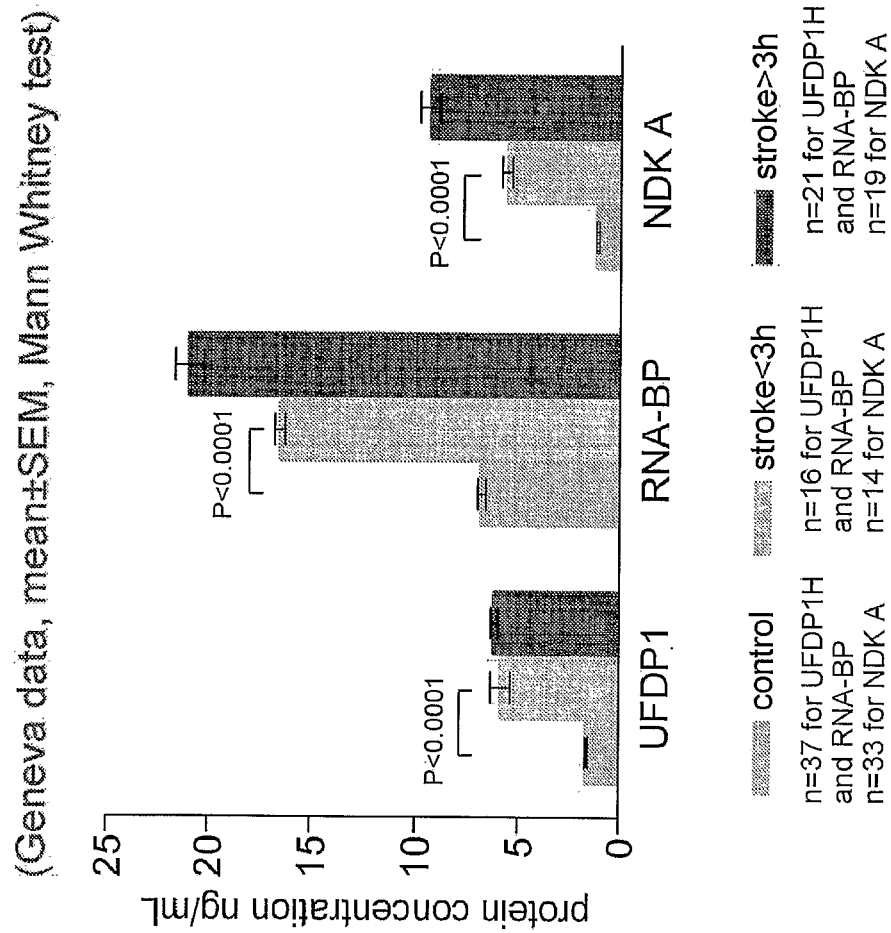 (Geneva data, mean±SEM, Mann Whitney test)
protein concentration ng/mL
25
20
15
10
5
0
P<0.0001
P<0.0001
P<0.0001
UFDP1
RNA-BP
NDK A
control
n=37 for UFDP1H
and RNA-BP
n=33 for NDK A
stroke<3h
n=16 for UFDP1H
and RNA-BP
n=14 for NDK A
stroke>3h
n=21 for UFDP1H
and RNA-BP
n=19 for NDK A